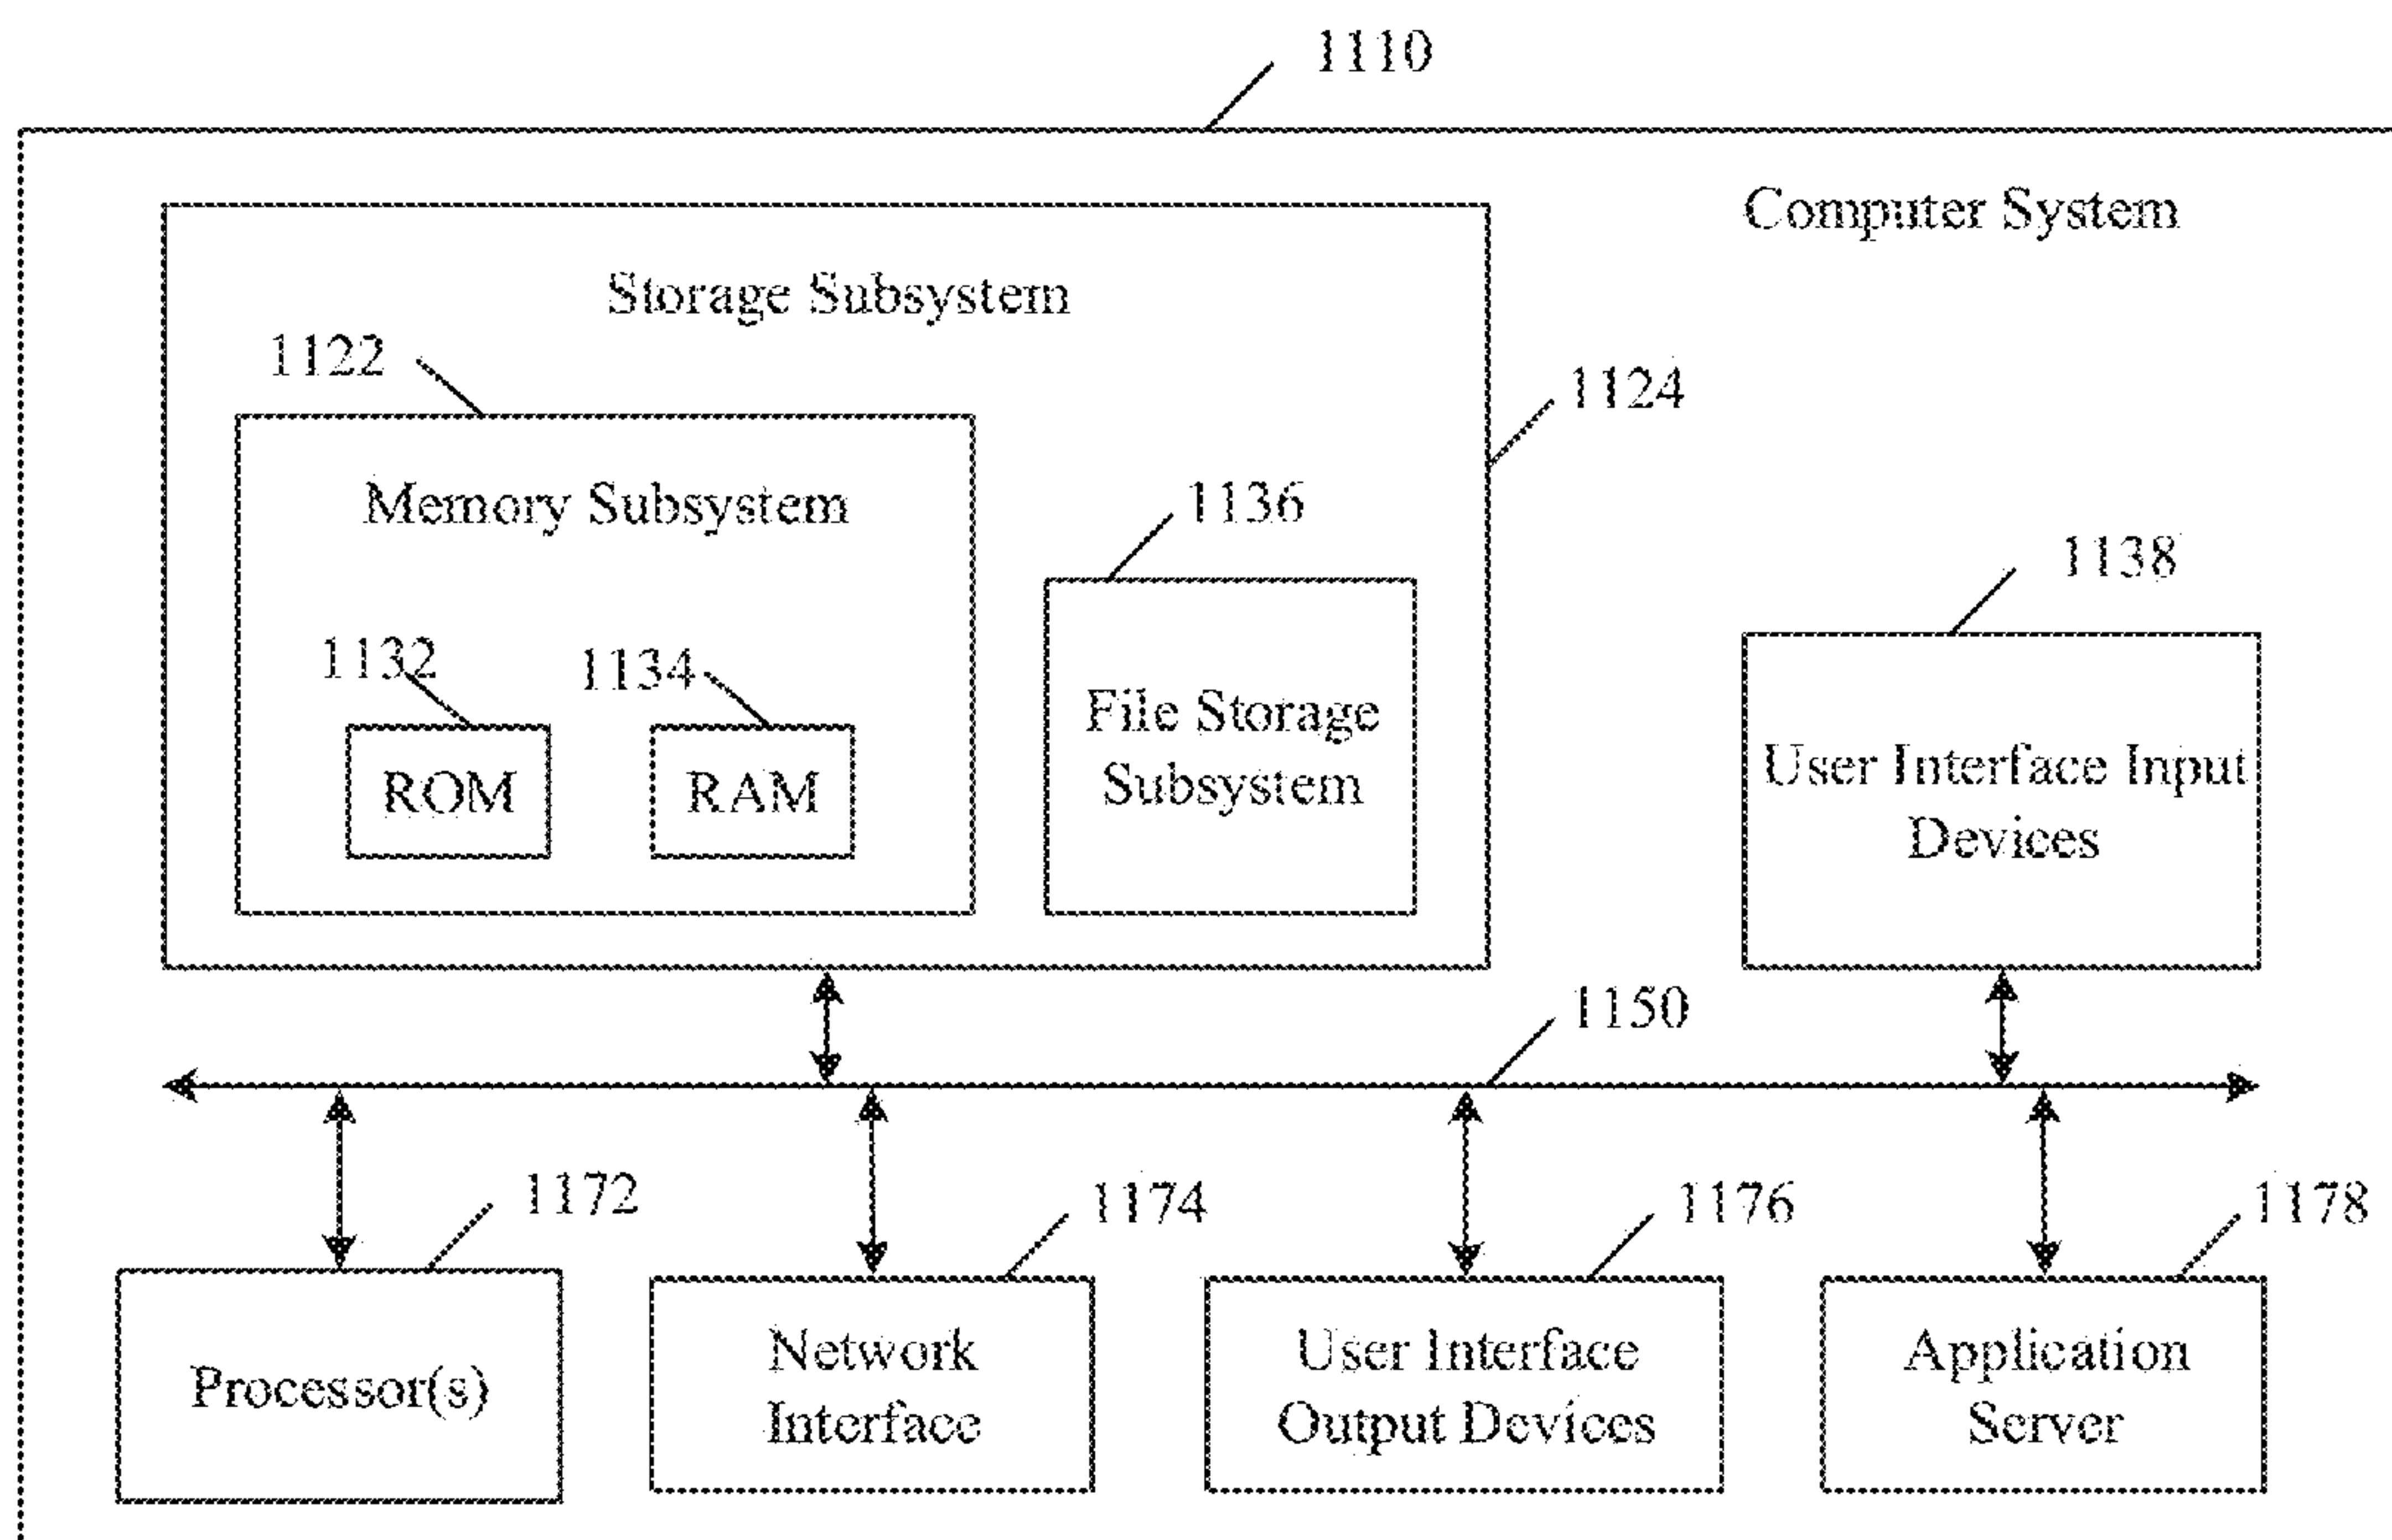 1110
Computer System
Storage Subsystem
1122
1124
Memory Subsystem
1136
1138
1132
1134
File Storage
Subsystem
User Interface Input
Devices
ROM
RAM
1150
1172
1174
1176
1178
Processor(s)
Network
Interface
User Interface
Output Devices
Application
Server